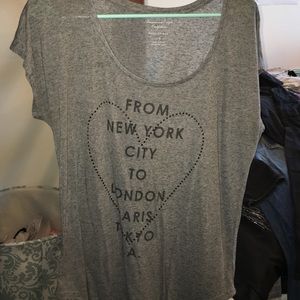 FROM
NEW YORK
CITY
TO
LONDON
PARIS
TOKYO